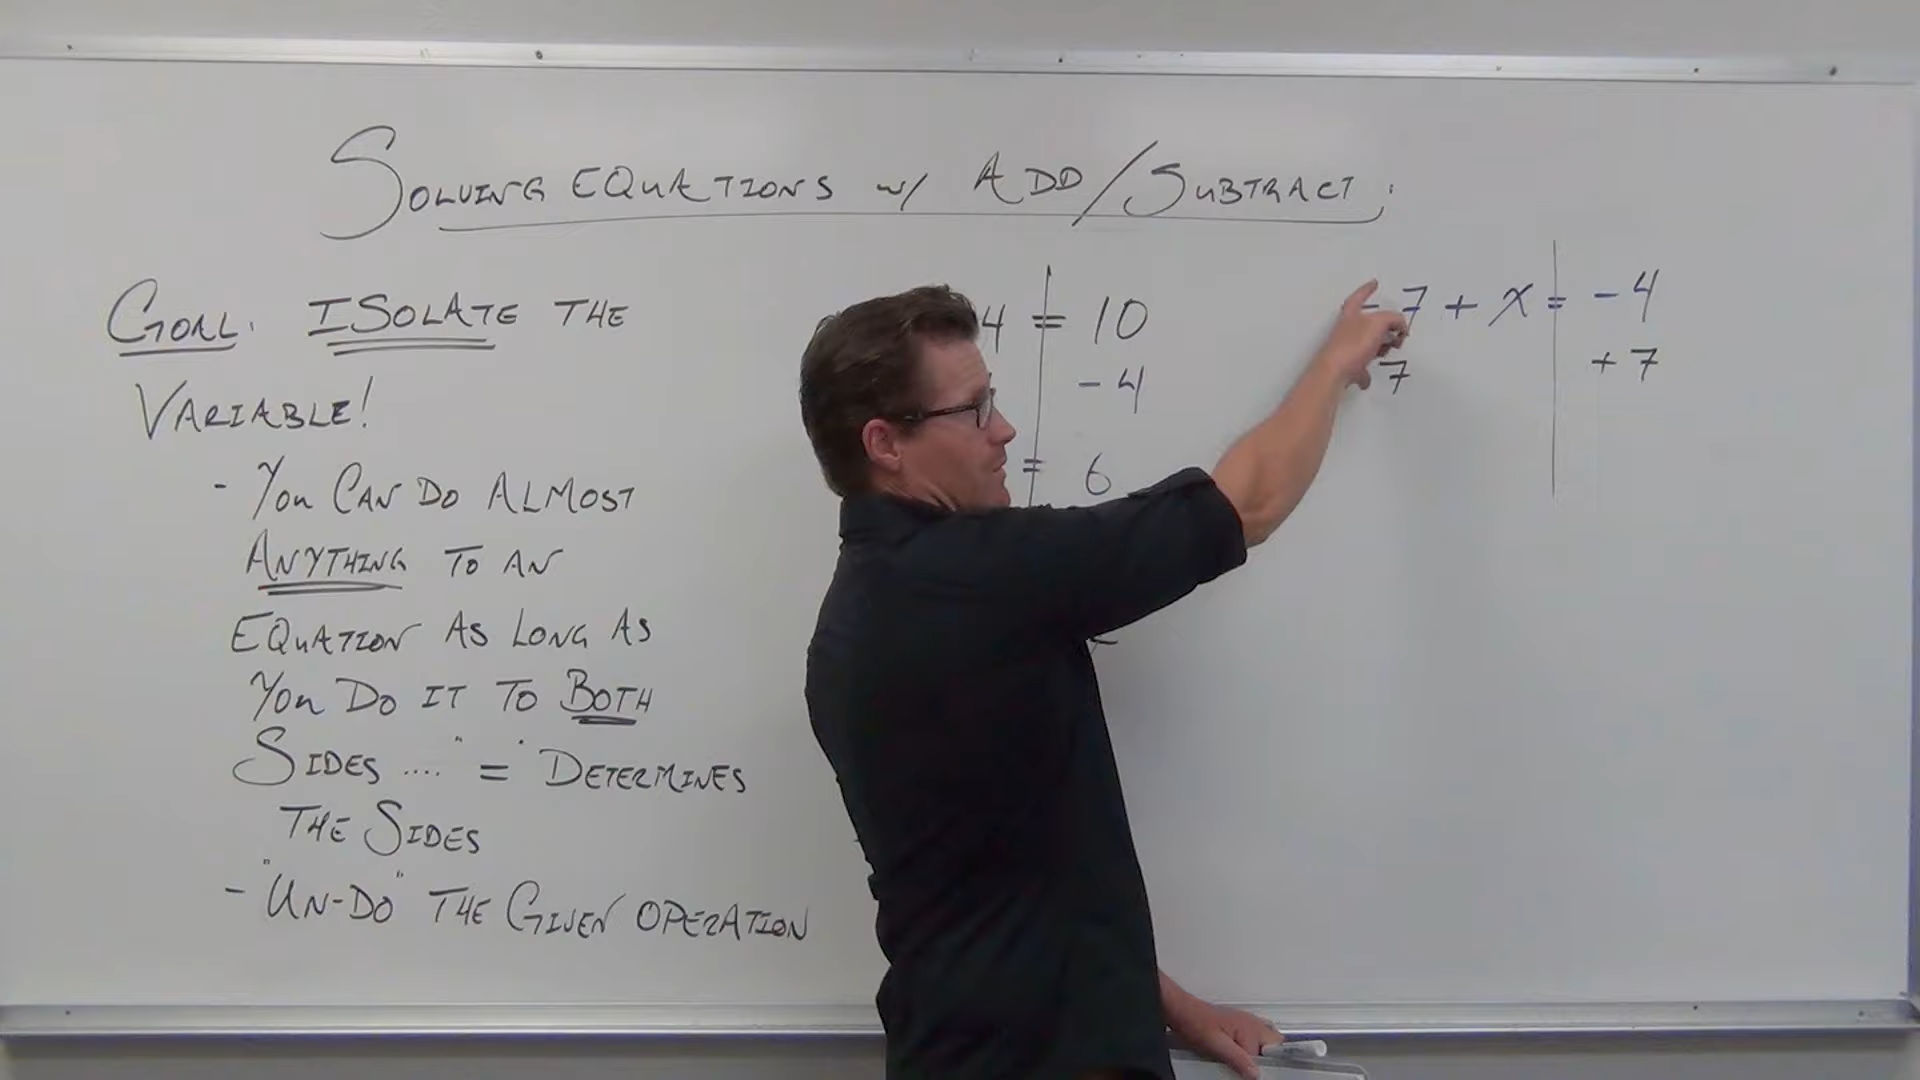 SOLVING EQUATIONS w/ ADD/SUBTRACT:
GOAL: ISOLATE THE
VARIABLE!
- YOU CAN DO ALMOST
ANYTHING TO AN
EQUATION AS LONG AS
YOU DO IT TO BOTH
SIDES .... "=" DETERMINES
THE SIDES
- "UN-DO" THE GIVEN OPERATION
4 = 10
- 4
= 6
- 7 + x = - 4
7 + 7